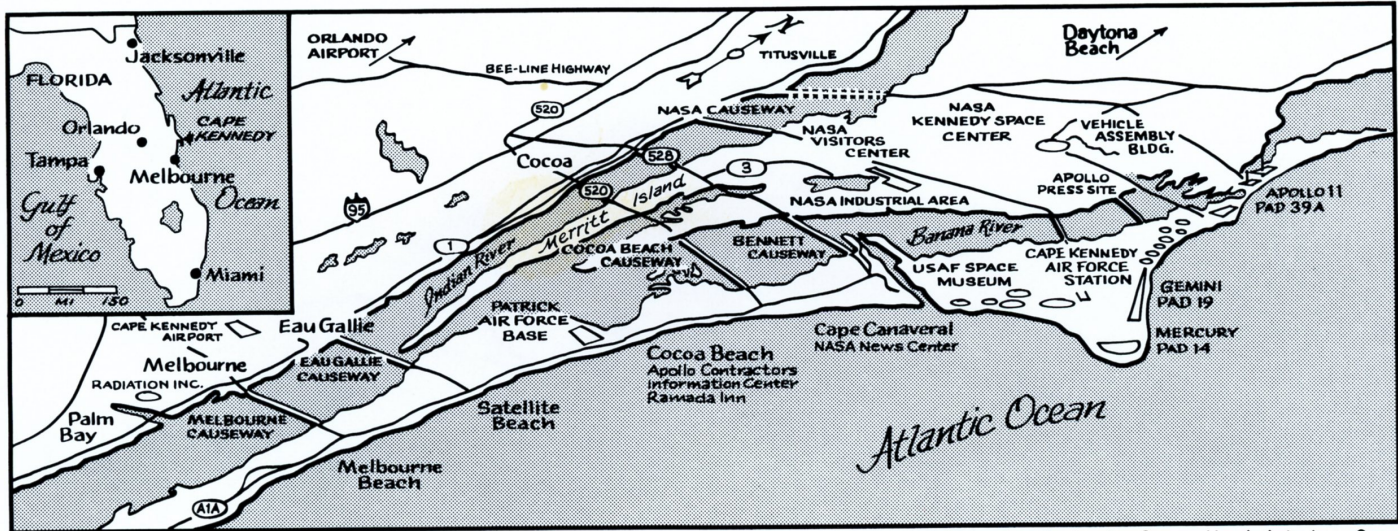 Jacksonville
FLORIDA
Atlantic
Ocean
CAPE
KENNEDY
Orlando
Tampa
Melbourne
Gulf
of
Mexico
Miami
0 MI 150
ORLANDO
AIRPORT
BEE-LINE HIGHWAY
N
TITUSVILLE
Daytona
Beach
520
NASA CAUSEWAY
NASA
KENNEDY SPACE
CENTER
VEHICLE
ASSEMBLY
BLDG.
NASA
VISITORS
CENTER
Cocoa
528
3
520
95
1
Indian River
Merritt Island
NASA INDUSTRIAL AREA
APOLLO
PRESS SITE
APOLLO 11
PAD 39A
COCOA BEACH
CAUSEWAY
BENNETT
CAUSEWAY
Banana River
USAF SPACE
MUSEUM
CAPE KENNEDY
AIR FORCE
STATION
GEMINI
PAD 19
MERCURY
PAD 14
PATRICK
AIR FORCE
BASE
CAPE KENNEDY
AIRPORT
Eau Gallie
Melbourne
EAU GALLIE
CAUSEWAY
RADIATION INC.
Palm
Bay
MELBOURNE
CAUSEWAY
Cape Canaveral
NASA News Center
Cocoa Beach
Apollo Contractors
Information Center
Ramada Inn
Satellite
Beach
Melbourne
Beach
A1A
Atlantic Ocean